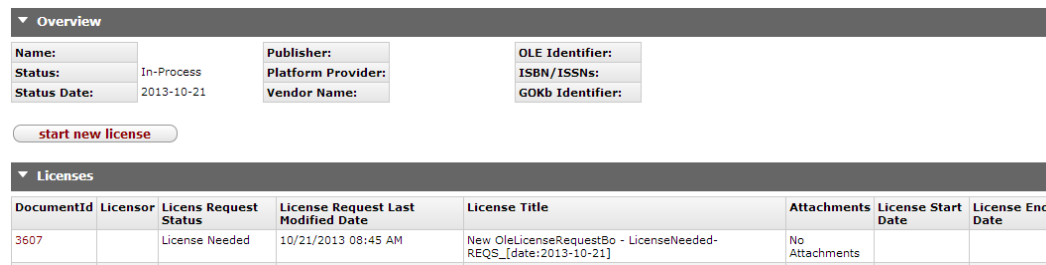 Overview
Name: Publisher: OLE Identifier:
Status: In-Process Platform Provider: ISBN/ISSNs:
Status Date: 2013-10-21 Vendor Name: GOKb Identifier:
start new license
Licenses
DocumentId Licensor Licens Request License Request Last License Title Attachments License Start License End
Status Modified Date Date Date
3607 License Needed 10/21/2013 08:45 AM New OleLicenseRequestBo - LicenseNeeded- No
REQS_[date:2013-10-21] Attachments